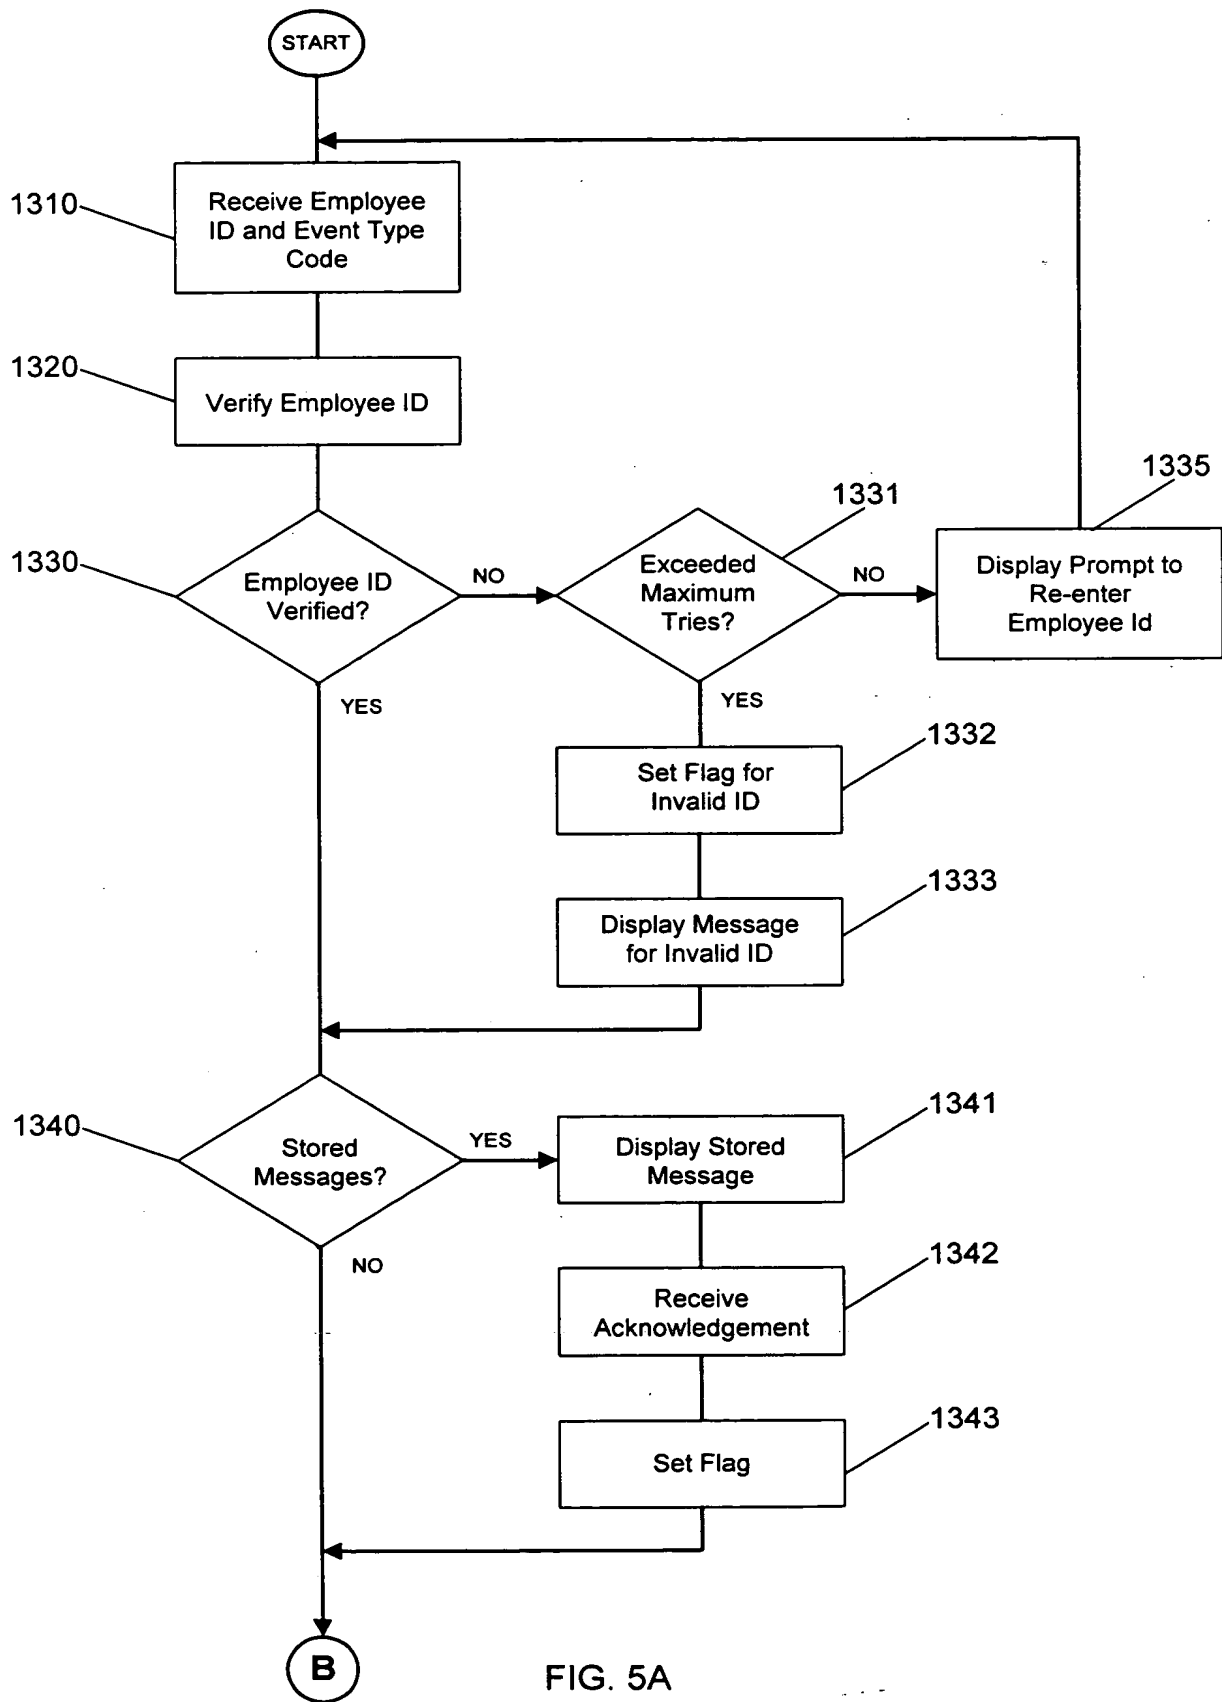 START
1310
Receive Employee
ID and Event Type
Code
1320
Verify Employee ID
1330
Employee ID
Verified?
NO
YES
1331
Exceeded
Maximum
Tries?
NO
YES
1335
Display Prompt to
Re-enter
Employee Id
1332
Set Flag for
Invalid ID
1333
Display Message
for Invalid ID
1340
Stored
Messages?
YES
NO
1341
Display Stored
Message
1342
Receive
Acknowledgement
1343
Set Flag
B
FIG. 5A